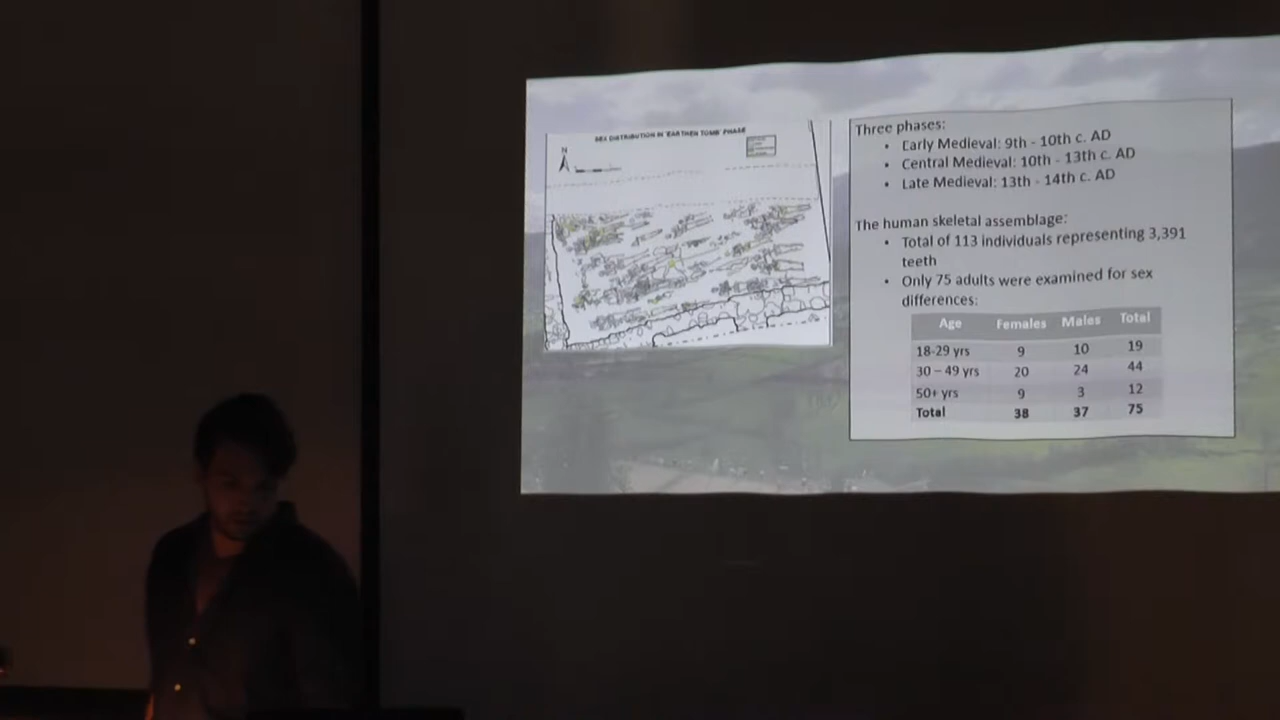 SEX DISTRIBUTION IN 'EARTHEN TOMB' PHASE
N
Three phases:
• Early Medieval: 9th - 10th c. AD
• Central Medieval: 10th - 13th c. AD
• Late Medieval: 13th - 14th c. AD
The human skeletal assemblage:
• Total of 113 individuals representing 3,391
teeth
• Only 75 adults were examined for sex
differences:
Age Females Males Total
18-29 yrs 9 10 19
30 – 49 yrs 20 24 44
50+ yrs 9 3 12
Total 38 37 75